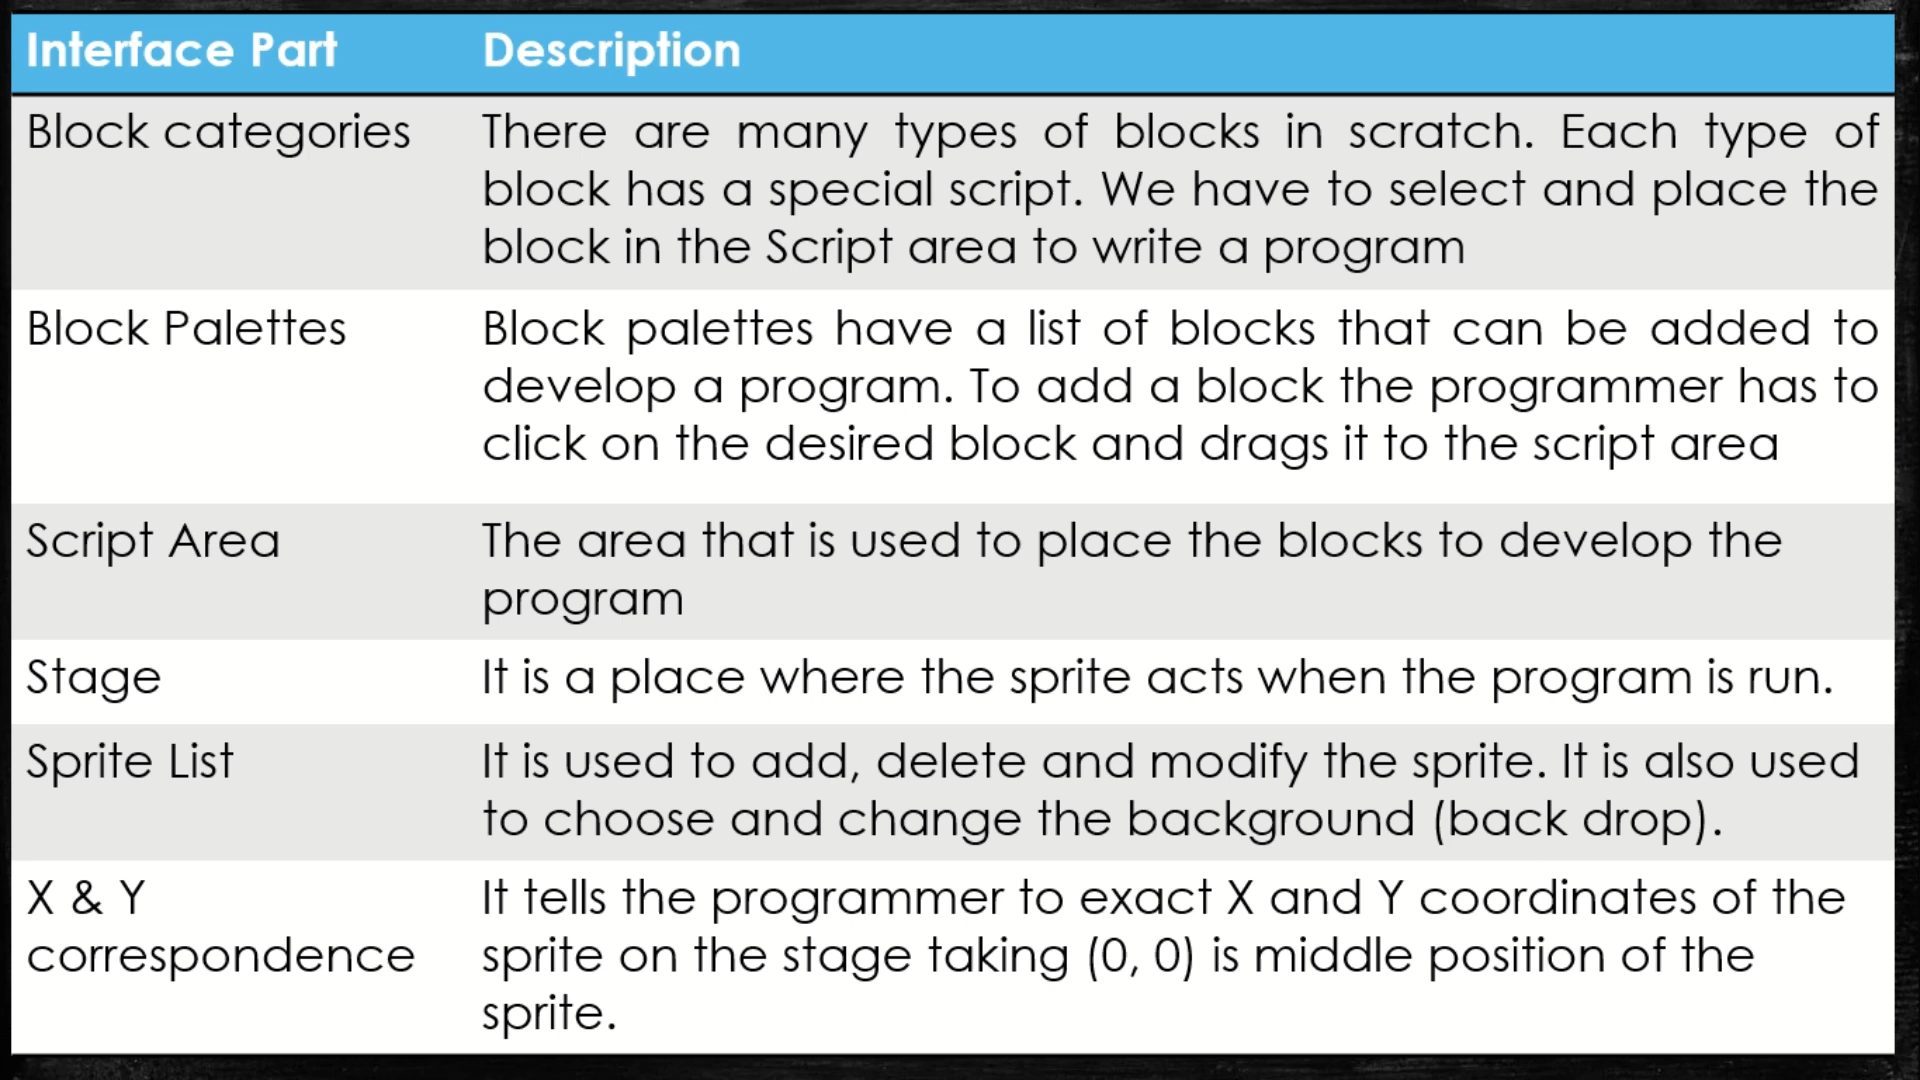 Interface Part
Description
Block categories
There are many types of blocks in scratch. Each type of
block has a special script. We have to select and place the
block in the Script area to write a program
Block Palettes
Block palettes have a list of blocks that can be added to
develop a program. To add a block the programmer has to
click on the desired block and drags it to the script area
Script Area
The area that is used to place the blocks to develop the
program
Stage
It is a place where the sprite acts when the program is run.
Sprite List
It is used to add, delete and modify the sprite. It is also used
to choose and change the background (back drop).
X & Y
correspondence
It tells the programmer to exact X and Y coordinates of the
sprite on the stage taking (0, 0) is middle position of the
sprite.